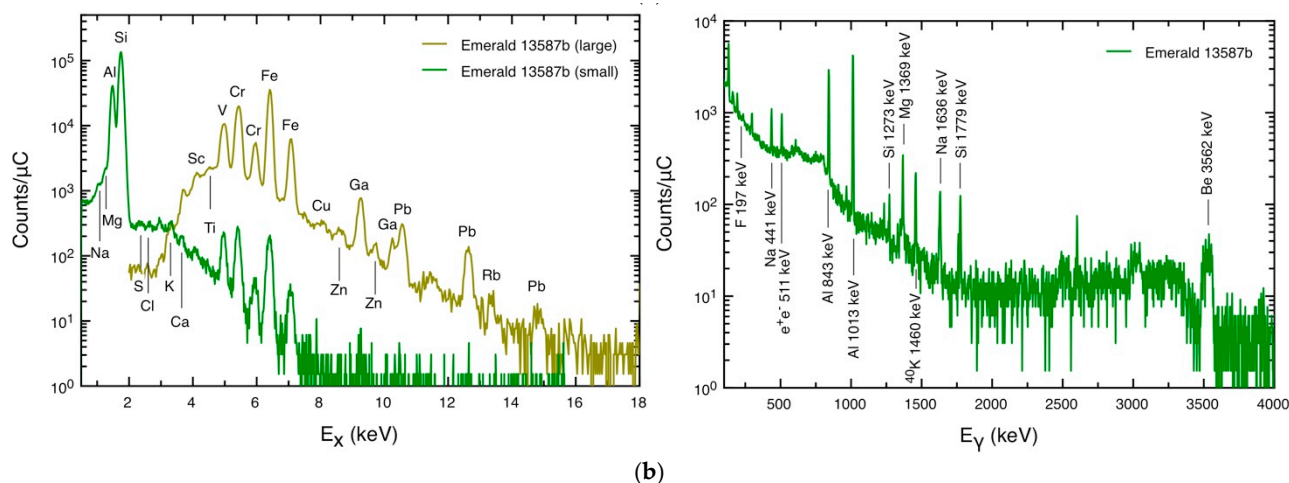 Si
Al
Emerald 13587b (large)
Emerald 13587b (small)
Fe
Cr
V
Cr
Fe
Sc
Cu
Ga
Ga
Pb
Pb
Rb
Pb
Mg
Na
S
Cl
K
Ca
Ti
Zn
Zn
Counts/μC
10⁵
10⁴
10³
10²
10¹
10⁰
2 4 6 8 10 12 14 16 18
Eₓ (keV)
Emerald 13587b
F 197 keV
Na 441 keV
e⁺e⁻ 511 keV
Al 843 keV
Al 1013 keV
Si 1273 keV
Mg 1369 keV
⁴⁰K 1460 keV
Na 1636 keV
Si 1779 keV
Be 3562 keV
Counts/μC
10⁴
10³
10²
10¹
10⁰
500 1000 1500 2000 2500 3000 3500 4000
Eγ (keV)
(b)